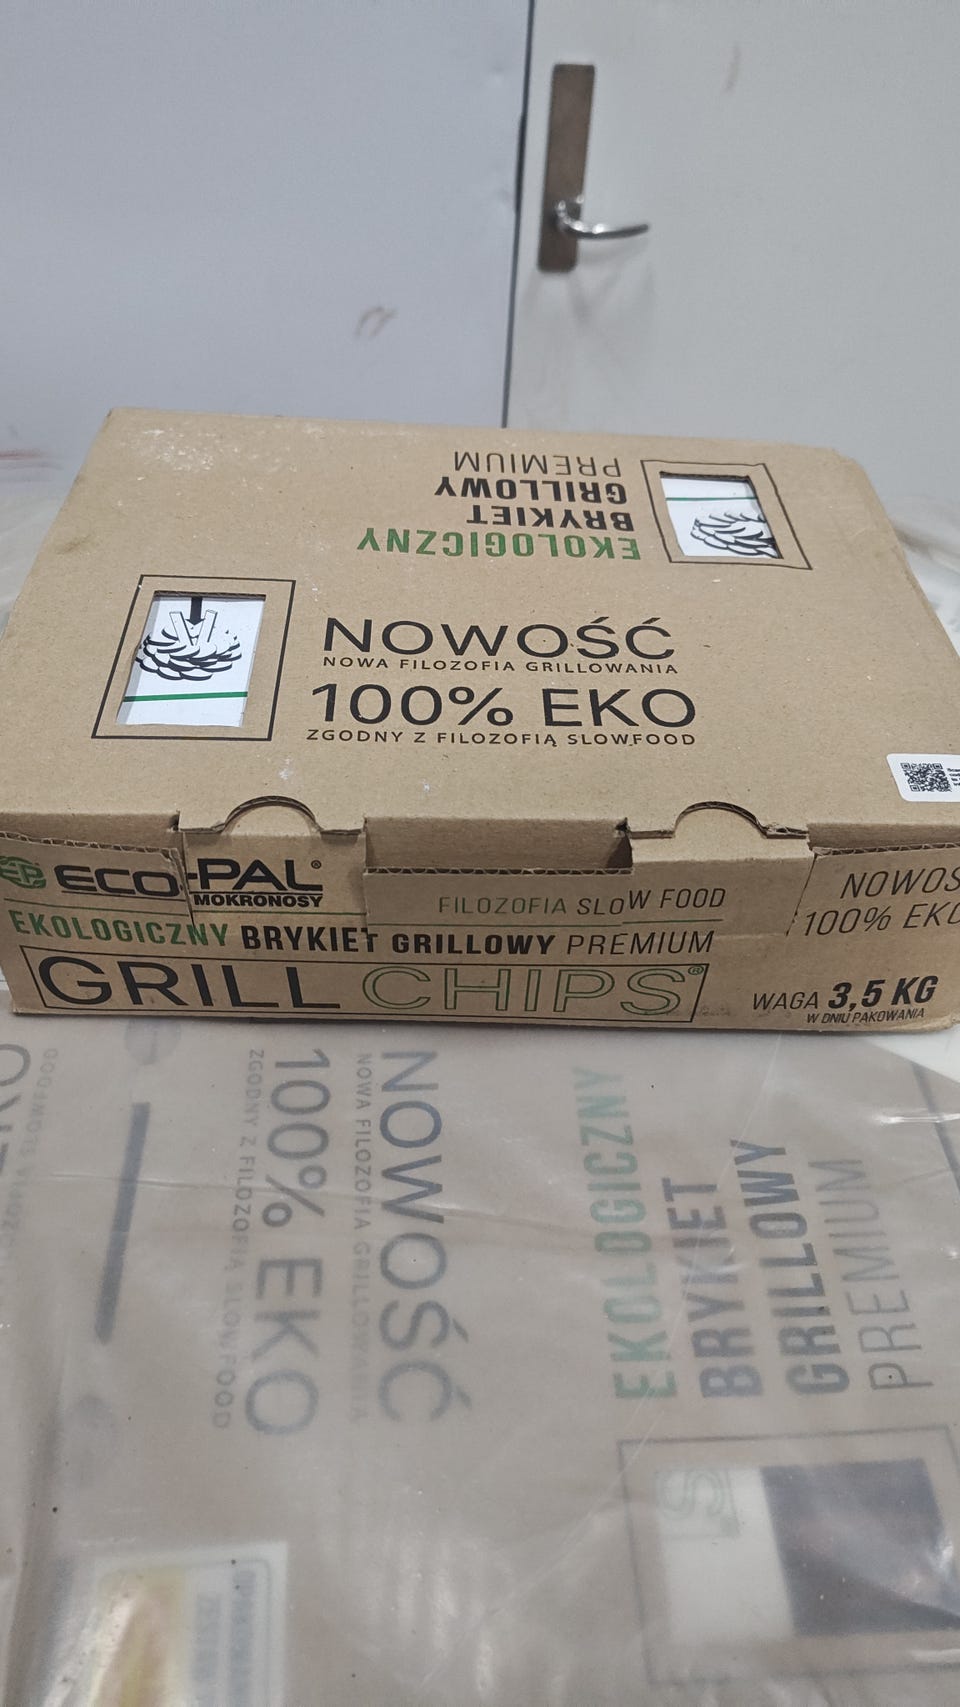 EKOLOGICZNY
BRYKIET
GRILLOWY
PREMIUM
NOWOŚĆ
NOWA FILOZOFIA GRILLOWANIA
100% EKO
ZGODNY Z FILOZOFIĄ SLOWFOOD
EP ECO-PAL®
MOKRONOSY
FILOZOFIA SLOW FOOD
EKOLOGICZNY BRYKIET GRILLOWY PREMIUM
GRILL CHIPS®
NOWOŚ
100% EKO
WAGA 3,5 KG
W DNIU PAKOWANIA
NOWOŚĆ
NOWA FILOZOFIA GRILLOWANIA
100% EKO
ZGODNY Z FILOZOFIĄ SLOWFOOD
EKOLOGICZNY
BRYKIET
GRILLOWY
PREMIUM